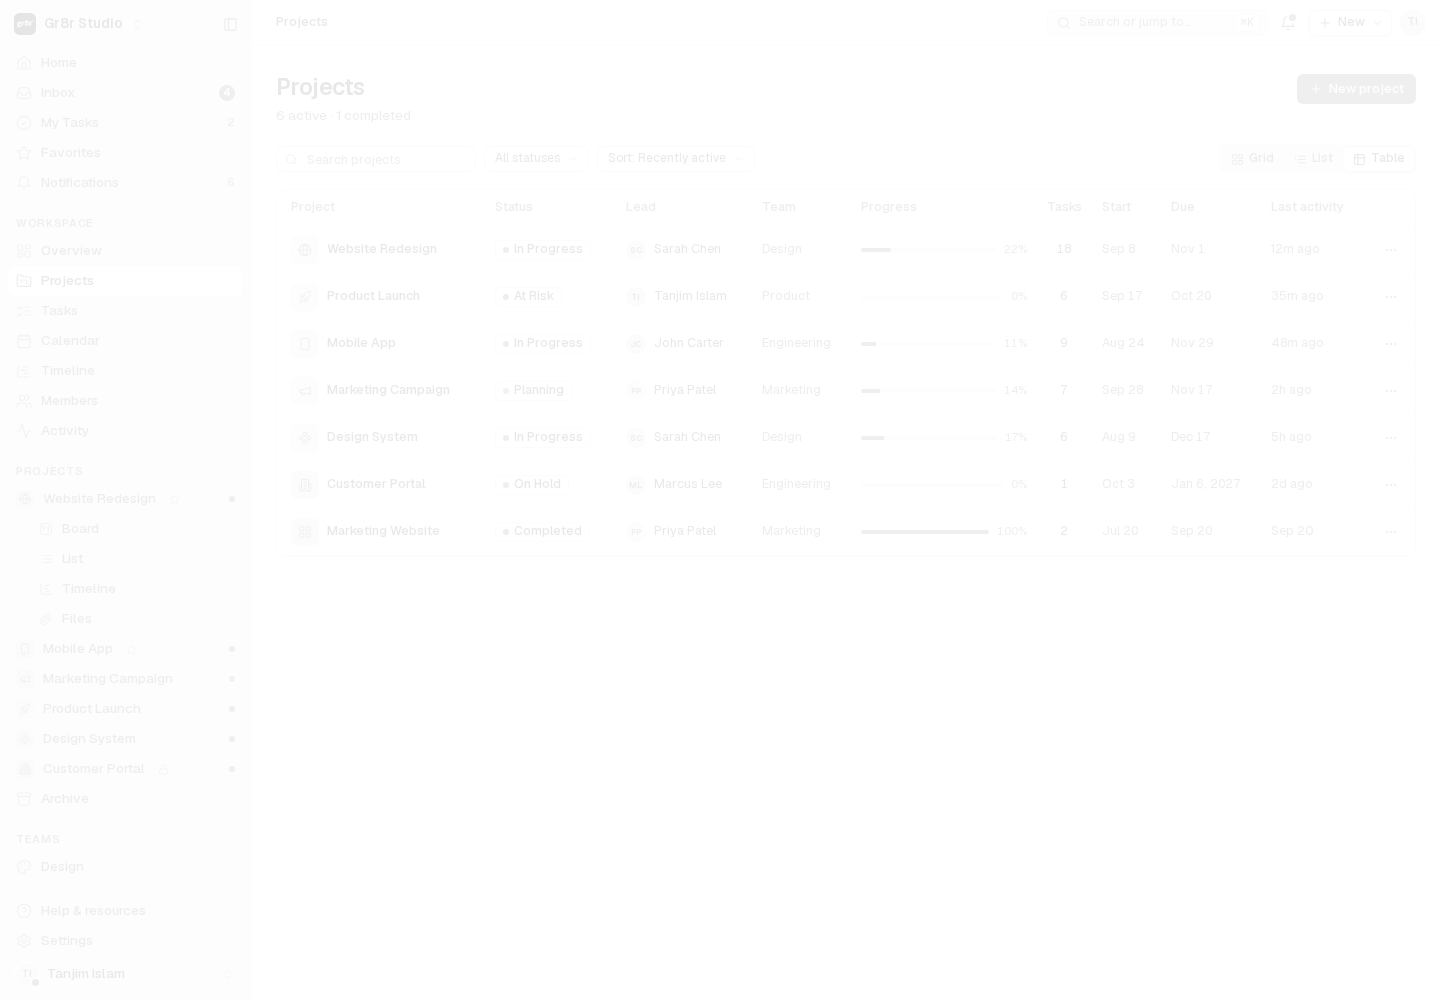 Gr8r Studio
Home
Inbox 4
My Tasks 2
Favorites
Notifications 6
WORKSPACE
Overview
Projects
Tasks
Calendar
Timeline
Members
Activity
PROJECTS
Website Redesign
Board
List
Timeline
Files
Mobile App
Marketing Campaign
Product Launch
Design System
Customer Portal
Archive
TEAMS
Design
Help & resources
Settings
TI Tanjim Islam
Projects
Search or jump to... ⌘K
New
TI
Projects
New project
6 active · 1 completed
Search projects
All statuses
Sort: Recently active
Grid List Table
Project Status Lead Team Progress Tasks Start Due Last activity
Website Redesign In Progress SC Sarah Chen Design 22% 18 Sep 8 Nov 1 12m ago
Product Launch At Risk TI Tanjim Islam Product 0% 6 Sep 17 Oct 20 35m ago
Mobile App In Progress JC John Carter Engineering 11% 9 Aug 24 Nov 29 48m ago
Marketing Campaign Planning PP Priya Patel Marketing 14% 7 Sep 28 Nov 17 2h ago
Design System In Progress SC Sarah Chen Design 17% 6 Aug 9 Dec 17 5h ago
Customer Portal On Hold ML Marcus Lee Engineering 0% 1 Oct 3 Jan 6, 2027 2d ago
Marketing Website Completed PP Priya Patel Marketing 100% 2 Jul 20 Sep 20 Sep 20